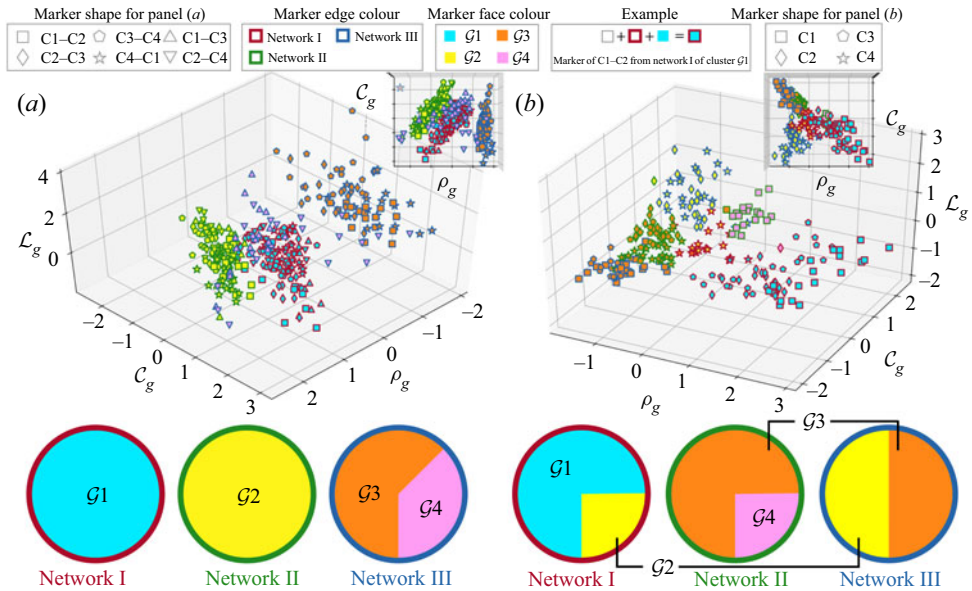 Marker shape for panel (a)
C1–C2 C3–C4 C1–C3
C2–C3 C4–C1 C2–C4
Marker edge colour
Network I Network III
Network II
Marker face colour
𝒢1 𝒢3
𝒢2 𝒢4
Example
+ + =
Marker of C1–C2 from network I of cluster 𝒢1
Marker shape for panel (b)
C1 C3
C2 C4
(a)
𝒞g
ρg
4
2
0
ℒg
−2
−1
0
1
2
3
𝒞g
2
1
0
−1
−2
ρg
(b)
𝒞g
ρg
3
2
1
0
−1
−2
ℒg
−1
0
1
2
3
ρg
−2
−1
0
1
2
𝒞g
𝒢1
𝒢2
𝒢3
𝒢4
Network I
Network II
Network III
𝒢1
𝒢3
𝒢4
𝒢2
Network I
Network II
Network III